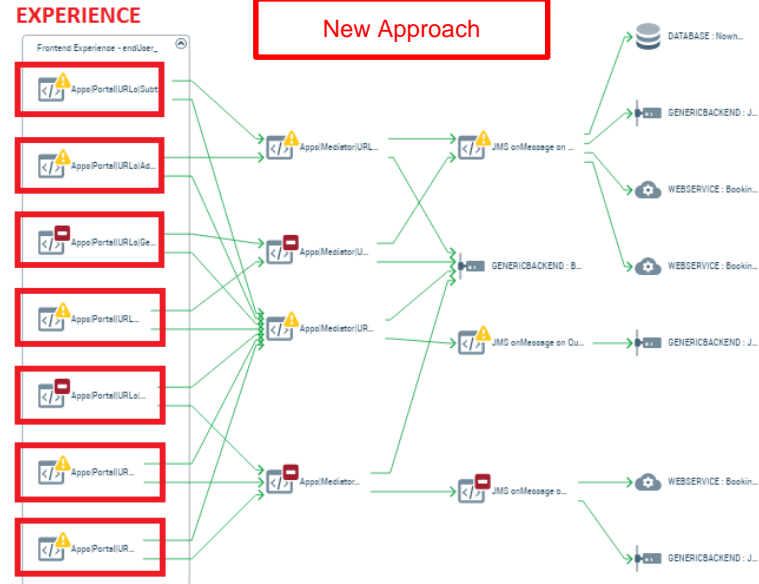 EXPERIENCE
New Approach
Frontend Experience - endUser_
Apps|Portal|URLs|Subt
Apps|Portal|URLs|Ad...
Apps|Portal|URLs|Ge...
Apps|Portal|URL...
Apps|Portal|URLs|...
Apps|Portal|UR...
Apps|Portal|UR...
Apps|Mediator|URL...
Apps|Mediator|U...
Apps|Mediator|UR...
Apps|Mediator...
JMS onMessage on ...
GENERICBACKEND : B...
JMS onMessage on Qu...
JMS onMessage o...
DATABASE : Nowh...
GENERICBACKEND : J...
WEBSERVICE : Bookin...
WEBSERVICE : Bookin...
GENERICBACKEND : J...
WEBSERVICE : Bookin...
GENERICBACKEND : J...